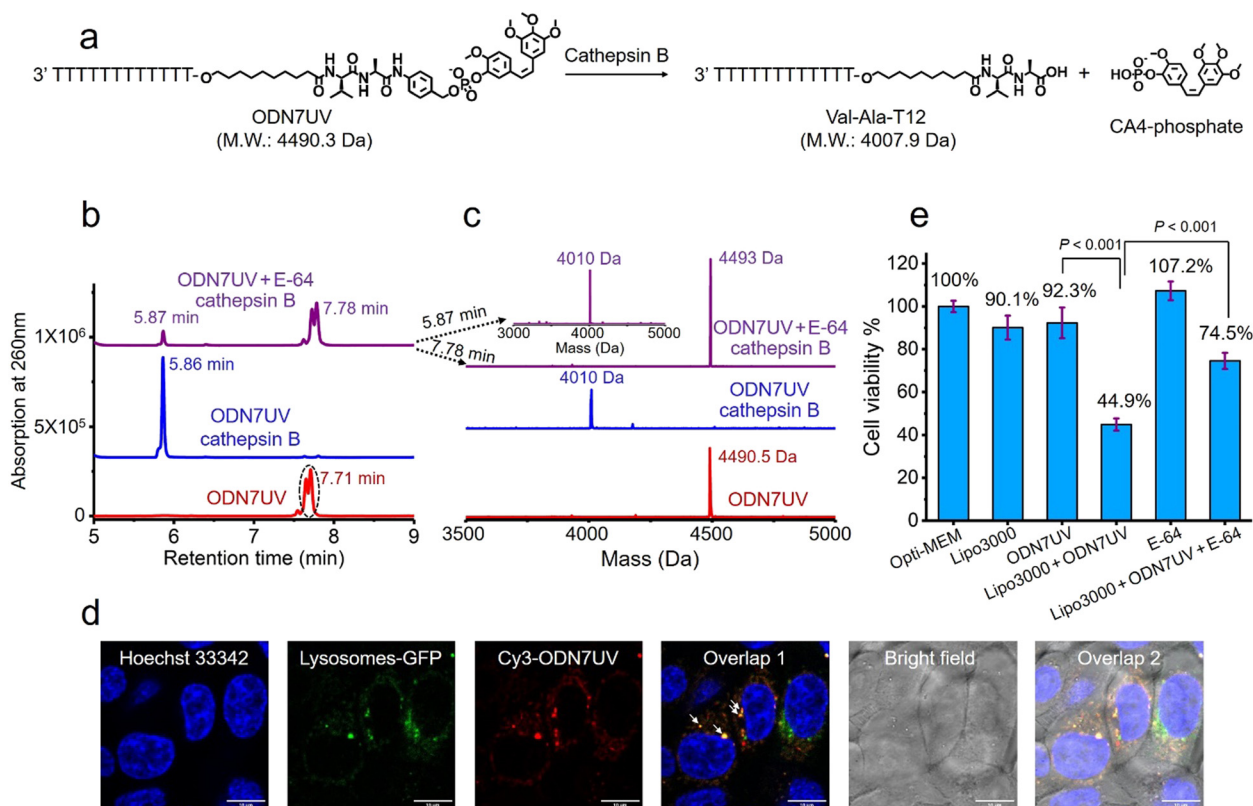 a
3’ TTTTTTTTTTTT-
ODN7UV
(M.W.: 4490.3 Da)
Cathepsin B
3’ TTTTTTTTTTTT-
Val-Ala-T12
(M.W.: 4007.9 Da)
+
CA4-phosphate
b
Absorption at 260nm
1X10⁶
5X10⁵
0
ODN7UV + E-64
cathepsin B
5.87 min
7.78 min
5.86 min
ODN7UV
cathepsin B
ODN7UV
7.71 min
5 6 7 8 9
Retention time (min)
5.87 min
7.78 min
c
4010 Da
4493 Da
3000 4000 5000
Mass (Da)
ODN7UV + E-64
cathepsin B
4010 Da
ODN7UV
cathepsin B
4490.5 Da
ODN7UV
3500 4000 4500 5000
Mass (Da)
e
Cell viability %
120
100
80
60
40
20
0
P < 0.001
P < 0.001
100%
90.1%
92.3%
44.9%
107.2%
74.5%
Opti-MEM
Lipo3000
ODN7UV
Lipo3000 + ODN7UV
E-64
Lipo3000 + ODN7UV + E-64
d
Hoechst 33342
Lysosomes-GFP
Cy3-ODN7UV
Overlap 1
Bright field
Overlap 2